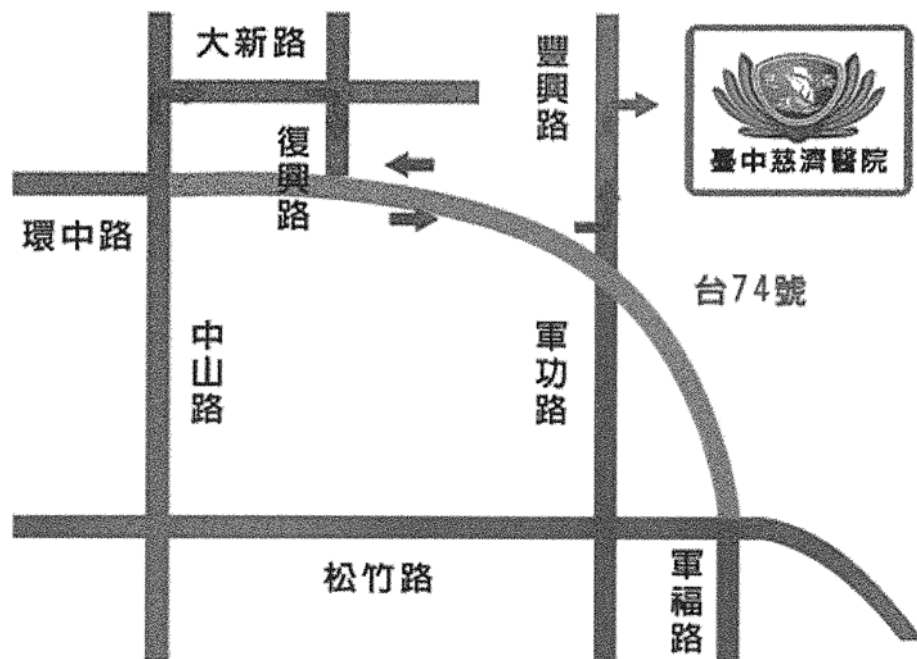 大新路
豐興路
復興路
臺中慈濟醫院
環中路
台74號
中山路
軍功路
松竹路
軍福路